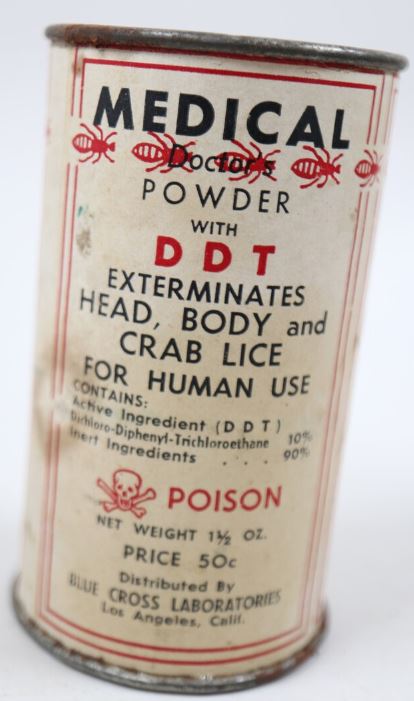 MEDICAL
Doctor's
POWDER
WITH
DDT
EXTERMINATES
HEAD, BODY and
CRAB LICE
FOR HUMAN USE
CONTAINS:
Active Ingredient (DDT)
Dichloro-Diphenyl-Trichloroethane 10%
Inert Ingredients . . . 90%
POISON
NET WEIGHT 1½ OZ.
PRICE 50c
Distributed By
BLUE CROSS LABORATORIES
Los Angeles, Calif.